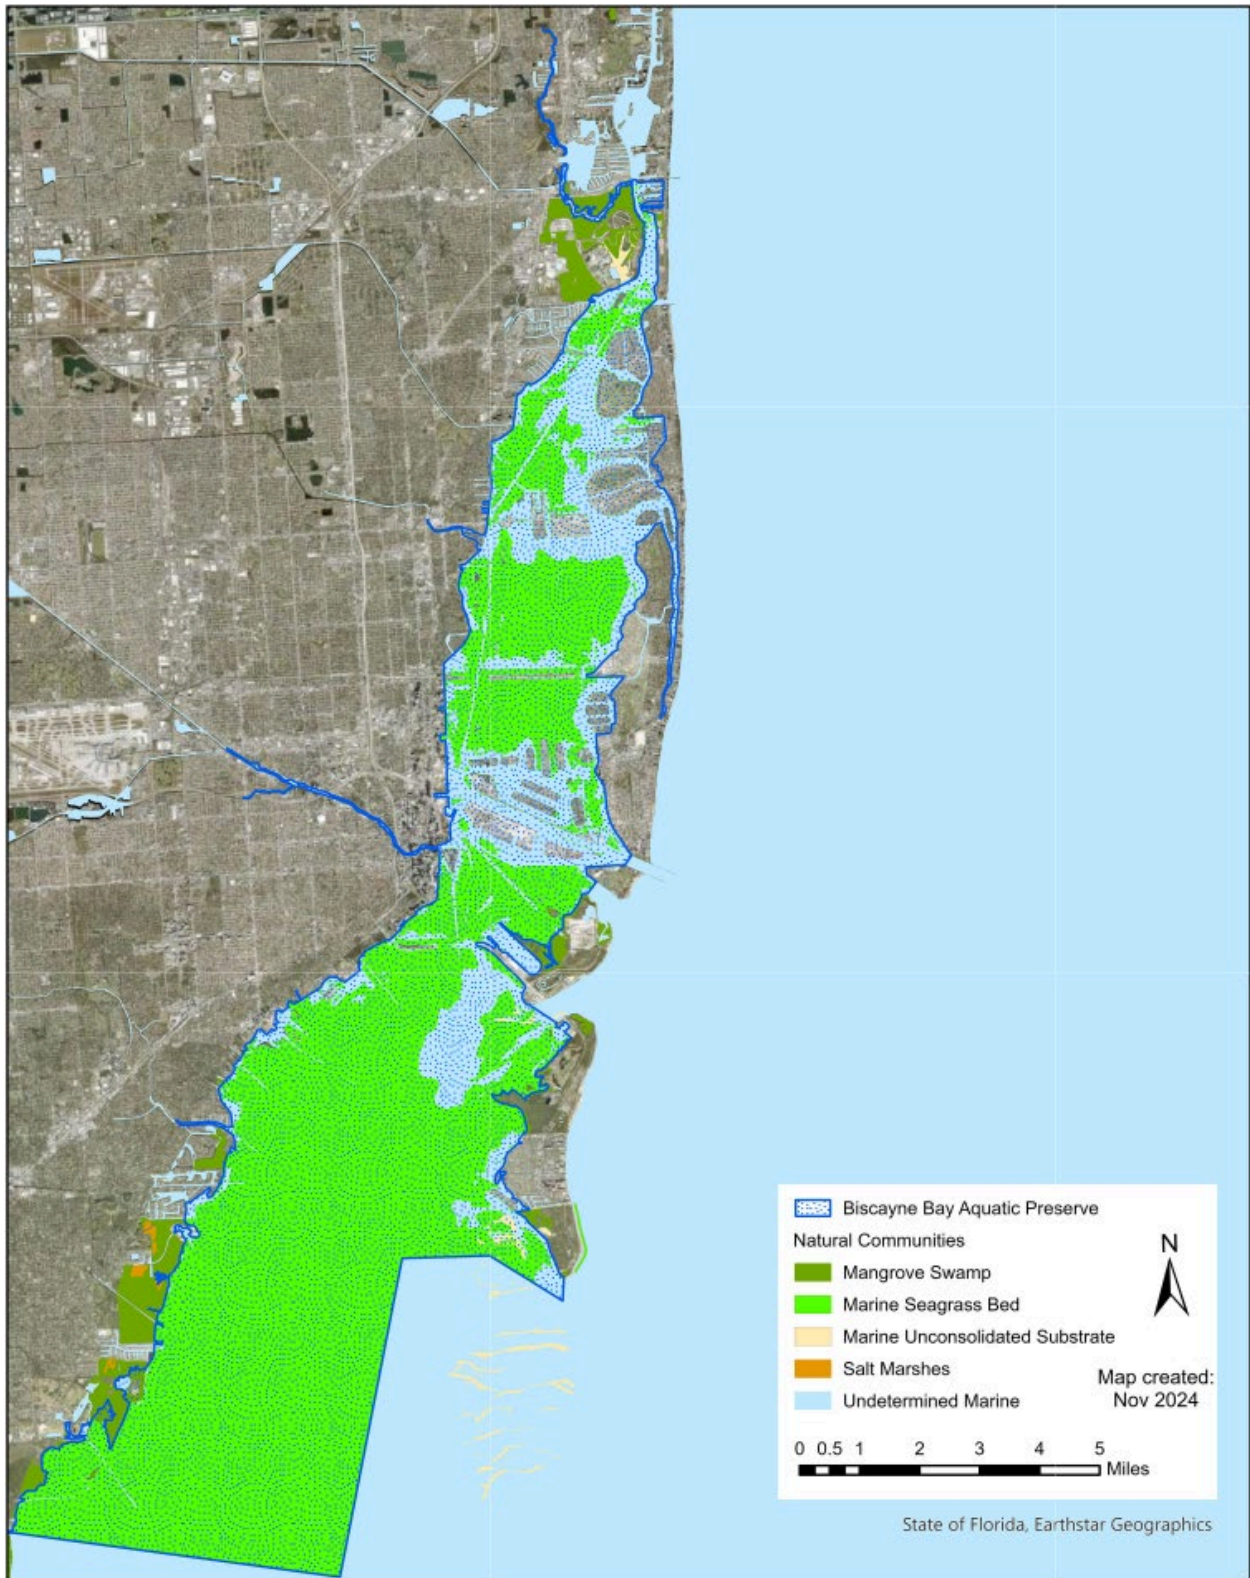 Biscayne Bay Aquatic Preserve
Natural Communities
N
Mangrove Swamp
Marine Seagrass Bed
Marine Unconsolidated Substrate
Salt Marshes
Map created:
Undetermined Marine
Nov 2024
0 0.5 1 2 3 4 5
Miles
State of Florida, Earthstar Geographics